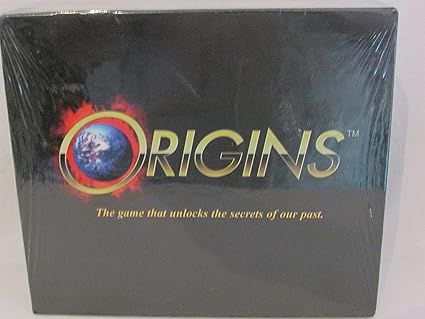 ORIGINS™
The game that unlocks the secrets of our past.